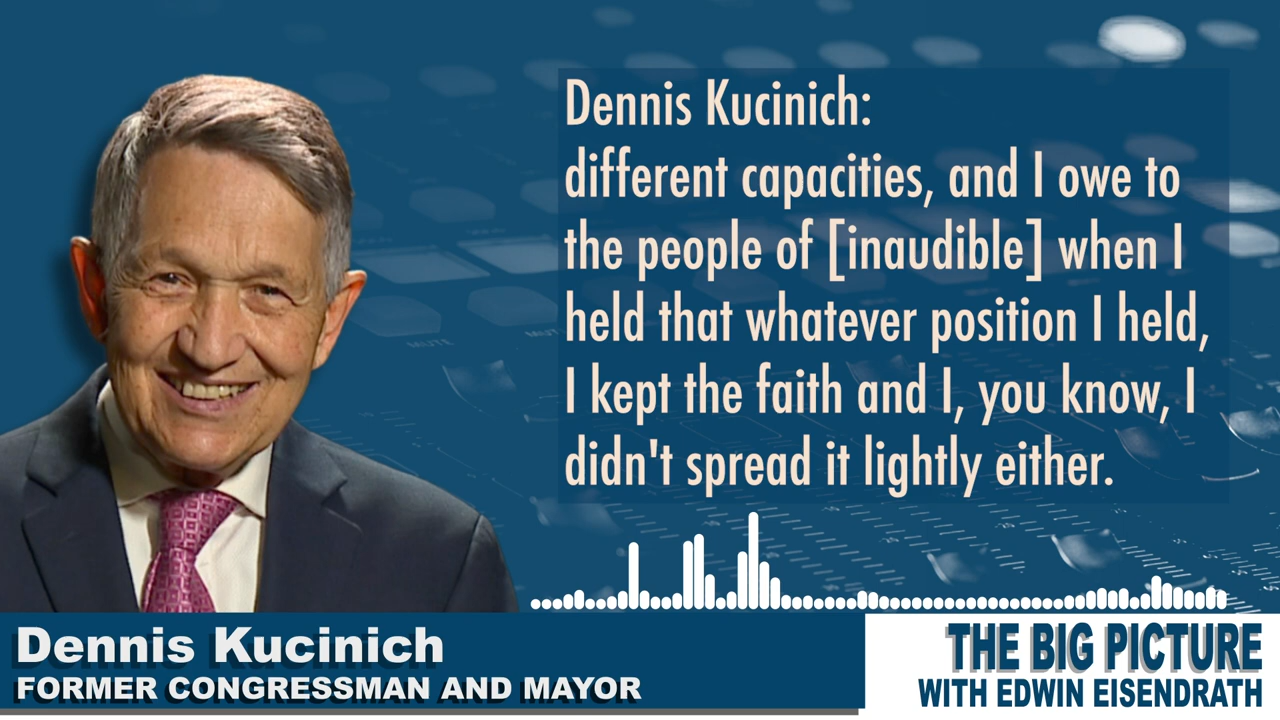 Dennis Kucinich:
different capacities, and I owe to
the people of [inaudible] when I
held that whatever position I held,
I kept the faith and I, you know, I
didn't spread it lightly either.
Dennis Kucinich
FORMER CONGRESSMAN AND MAYOR
THE BIG PICTURE
WITH EDWIN EISENDRATH
MUTE